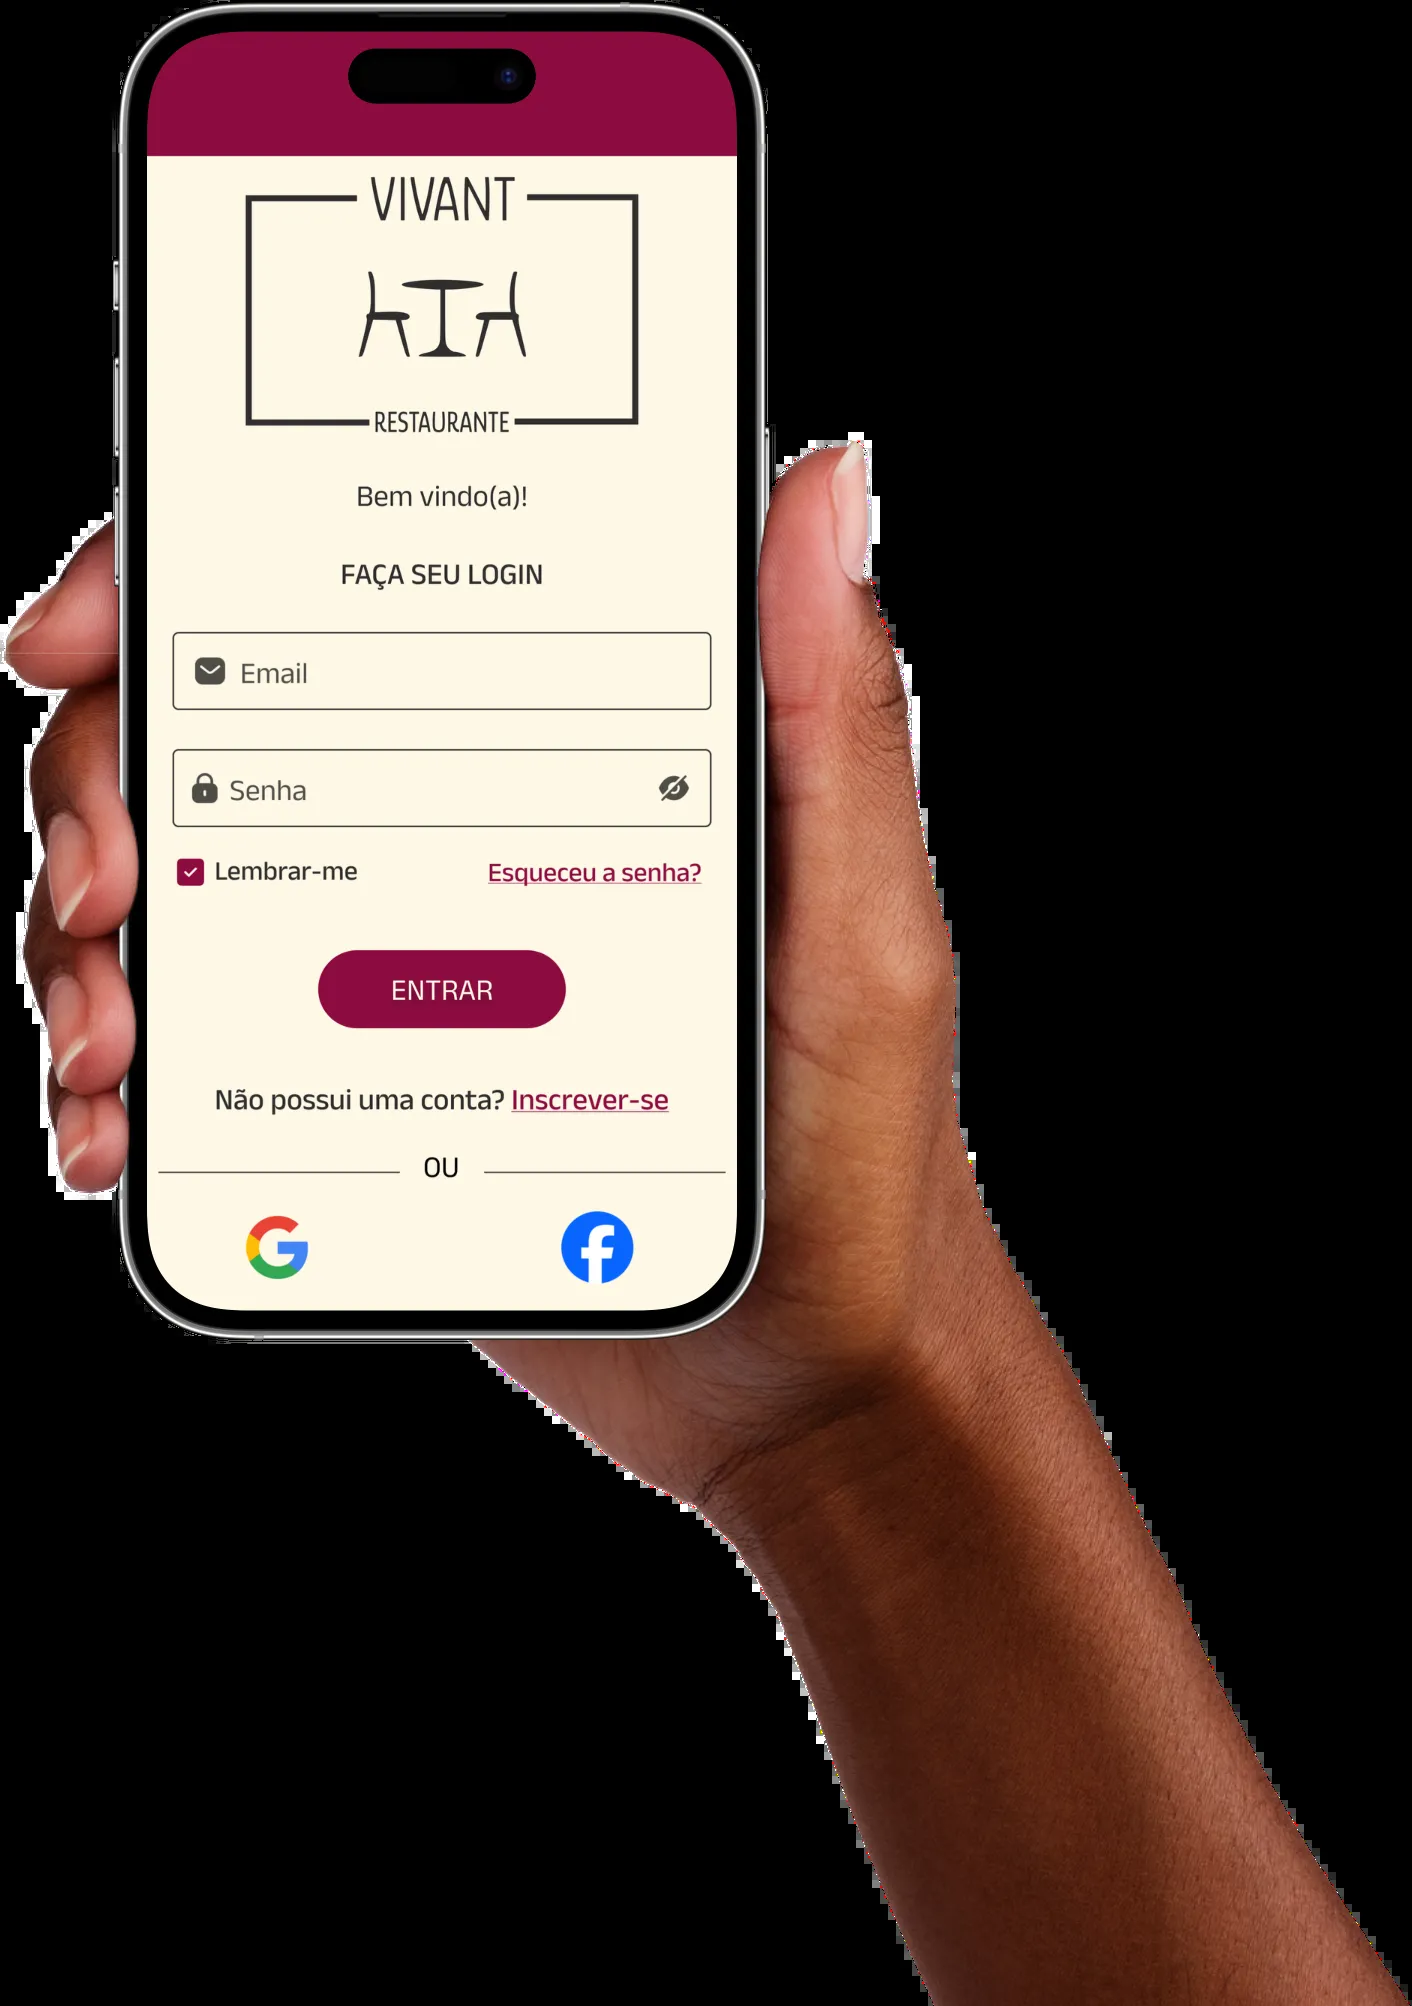 VIVANT
RESTAURANTE
Bem vindo(a)!
FAÇA SEU LOGIN
Email
Senha
Lembrar-me
Esqueceu a senha?
ENTRAR
Não possui uma conta? Inscrever-se
OU